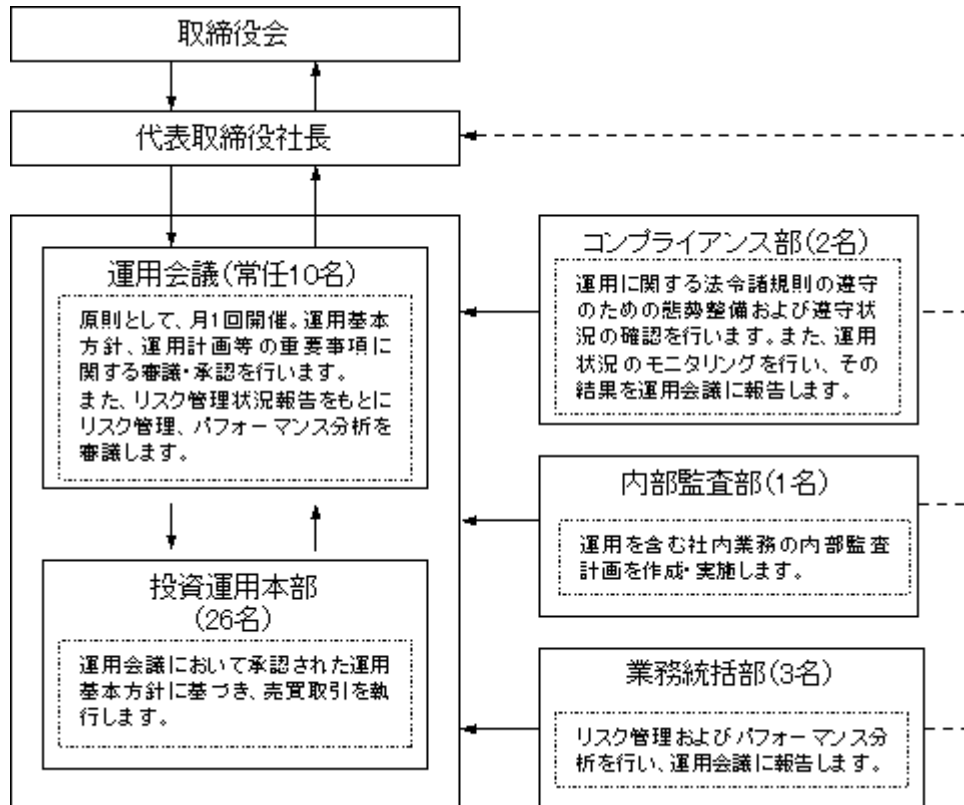 取締役会
代表取締役社長
運用会議(常任10名)
原則として、月1回開催。運用基本
方針、運用計画等の重要事項に
関する審議・承認を行います。
また、リスク管理状況報告をもとに
リスク管理、パフォーマンス分析を
審議します。
投資運用本部
(26名)
運用会議において承認された運用
基本方針に基づき、売買取引を執
行します。
コンプライアンス部(2名)
運用に関する法令諸規則の遵守
のための態勢整備および遵守状
況の確認を行います。また、運用
状況のモニタリングを行い、その
結果を運用会議に報告します。
内部監査部(1名)
運用を含む社内業務の内部監査
計画を作成・実施します。
業務統括部(3名)
リスク管理およびパフォーマンス分
析を行い、運用会議に報告します。